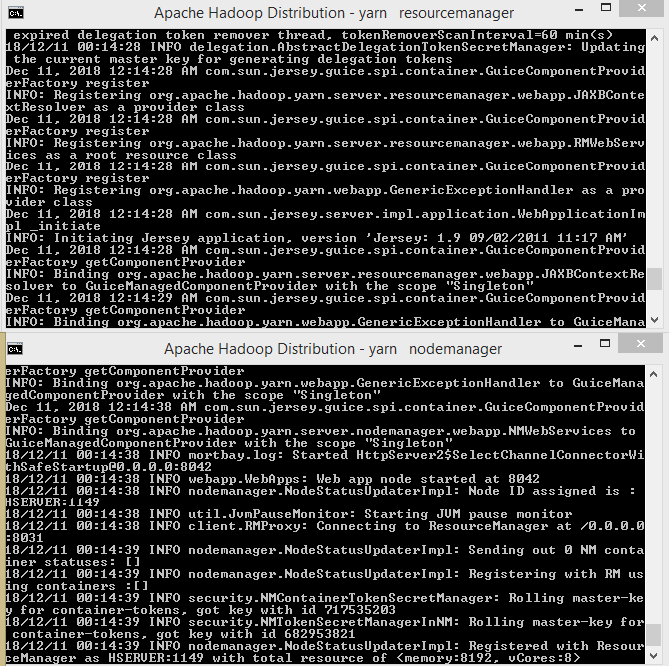 Apache Hadoop Distribution - yarn resourcemanager
expired delegation token remover thread, tokenRemoverScanInterval=60 min(s)
18/12/11 00:14:28 INFO delegation.AbstractDelegationTokenSecretManager: Updating
the current master key for generating delegation tokens
Dec 11, 2018 12:14:28 AM com.sun.jersey.guice.spi.container.GuiceComponentProvid
erFactory register
INFO: Registering org.apache.hadoop.yarn.server.resourcemanager.webapp.JAXBConte
xtResolver as a provider class
Dec 11, 2018 12:14:28 AM com.sun.jersey.guice.spi.container.GuiceComponentProvid
erFactory register
INFO: Registering org.apache.hadoop.yarn.server.resourcemanager.webapp.RMWebServ
ices as a root resource class
Dec 11, 2018 12:14:28 AM com.sun.jersey.guice.spi.container.GuiceComponentProvid
erFactory register
INFO: Registering org.apache.hadoop.yarn.webapp.GenericExceptionHandler as a pro
vider class
Dec 11, 2018 12:14:28 AM com.sun.jersey.server.impl.application.WebApplicationIm
pl _initiate
INFO: Initiating Jersey application, version 'Jersey: 1.9 09/02/2011 11:17 AM'
Dec 11, 2018 12:14:28 AM com.sun.jersey.guice.spi.container.GuiceComponentProvid
erFactory getComponentProvider
INFO: Binding org.apache.hadoop.yarn.server.resourcemanager.webapp.JAXBContextRe
solver to GuiceManagedComponentProvider with the scope "Singleton"
Dec 11, 2018 12:14:29 AM com.sun.jersey.guice.spi.container.GuiceComponentProvid
erFactory getComponentProvider
INFO: Binding org.apache.hadoop.yarn.webapp.GenericExceptionHandler to GuiceMana
Apache Hadoop Distribution - yarn nodemanager
erFactory getComponentProvider
INFO: Binding org.apache.hadoop.yarn.webapp.GenericExceptionHandler to GuiceMana
gedComponentProvider with the scope "Singleton"
Dec 11, 2018 12:14:38 AM com.sun.jersey.guice.spi.container.GuiceComponentProvid
erFactory getComponentProvider
INFO: Binding org.apache.hadoop.yarn.server.nodemanager.webapp.NMWebServices to
GuiceManagedComponentProvider with the scope "Singleton"
18/12/11 00:14:38 INFO mortbay.log: Started HttpServer2$SelectChannelConnectorWi
thSafeStartup@0.0.0.0:8042
18/12/11 00:14:38 INFO webapp.WebApps: Web app node started at 8042
18/12/11 00:14:38 INFO nodemanager.NodeStatusUpdaterImpl: Node ID assigned is :
HSERVER:1149
18/12/11 00:14:38 INFO util.JvmPauseMonitor: Starting JVM pause monitor
18/12/11 00:14:38 INFO client.RMProxy: Connecting to ResourceManager at /0.0.0.0
:8031
18/12/11 00:14:39 INFO nodemanager.NodeStatusUpdaterImpl: Sending out 0 NM conta
iner statuses: []
18/12/11 00:14:39 INFO nodemanager.NodeStatusUpdaterImpl: Registering with RM us
ing containers :[]
18/12/11 00:14:39 INFO security.NMContainerTokenSecretManager: Rolling master-ke
y for container-tokens, got key with id 717535203
18/12/11 00:14:39 INFO security.NMTokenSecretManagerInNM: Rolling master-key for
container-tokens, got key with id 682953821
18/12/11 00:14:39 INFO nodemanager.NodeStatusUpdaterImpl: Registered with Resour
ceManager as HSERVER:1149 with total resource of <memory:8192, vCores:8>